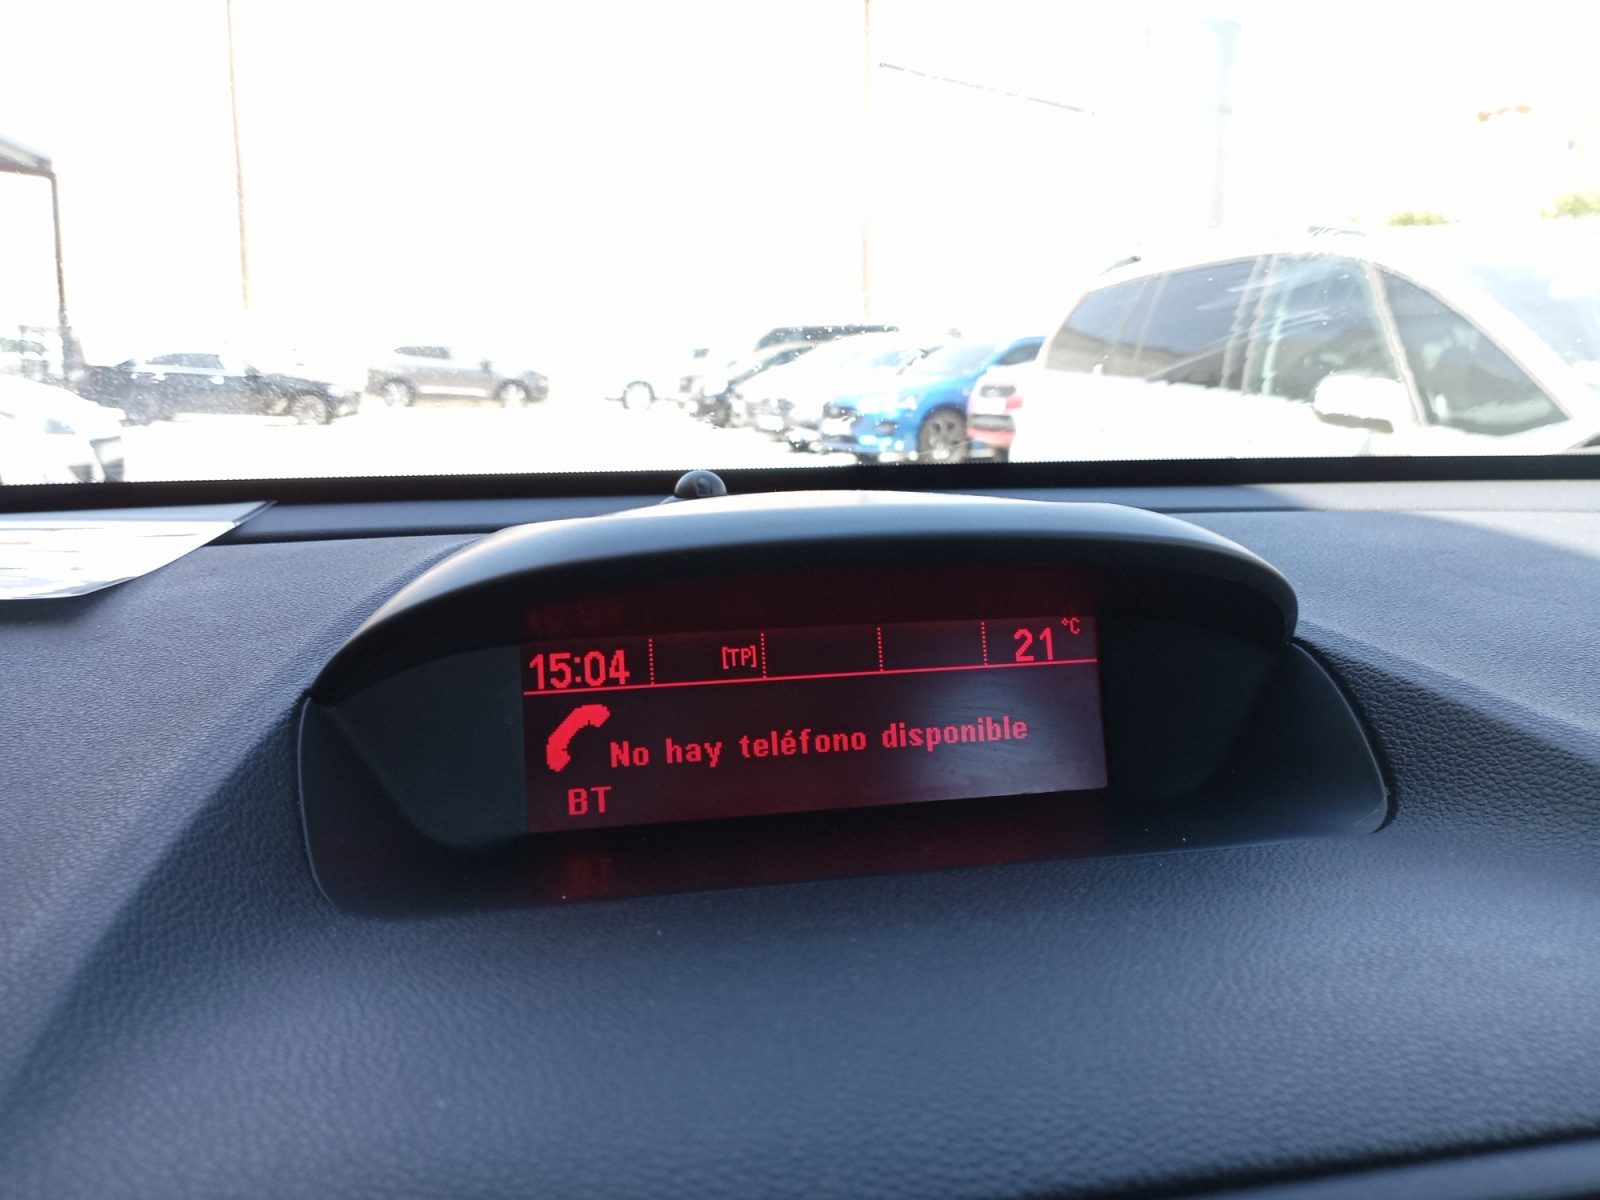 15:04 [TP] 21 °C
No hay teléfono disponible
BT